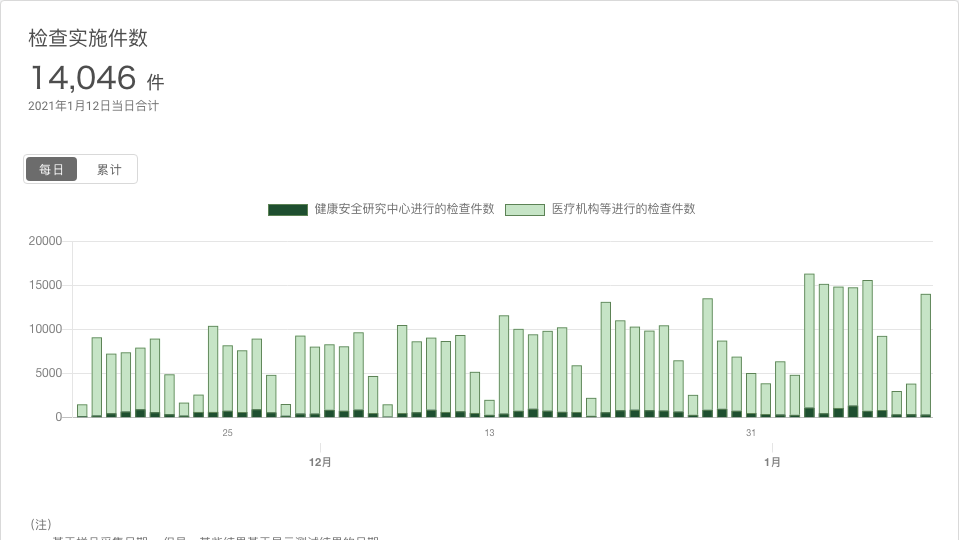 检查实施件数
14,046 件
2021年1月12日当日合计
每日 累计
健康安全研究中心进行的检查件数 医疗机构等进行的检查件数
20000
15000
10000
5000
0
25 13 31
12月 1月
（注）